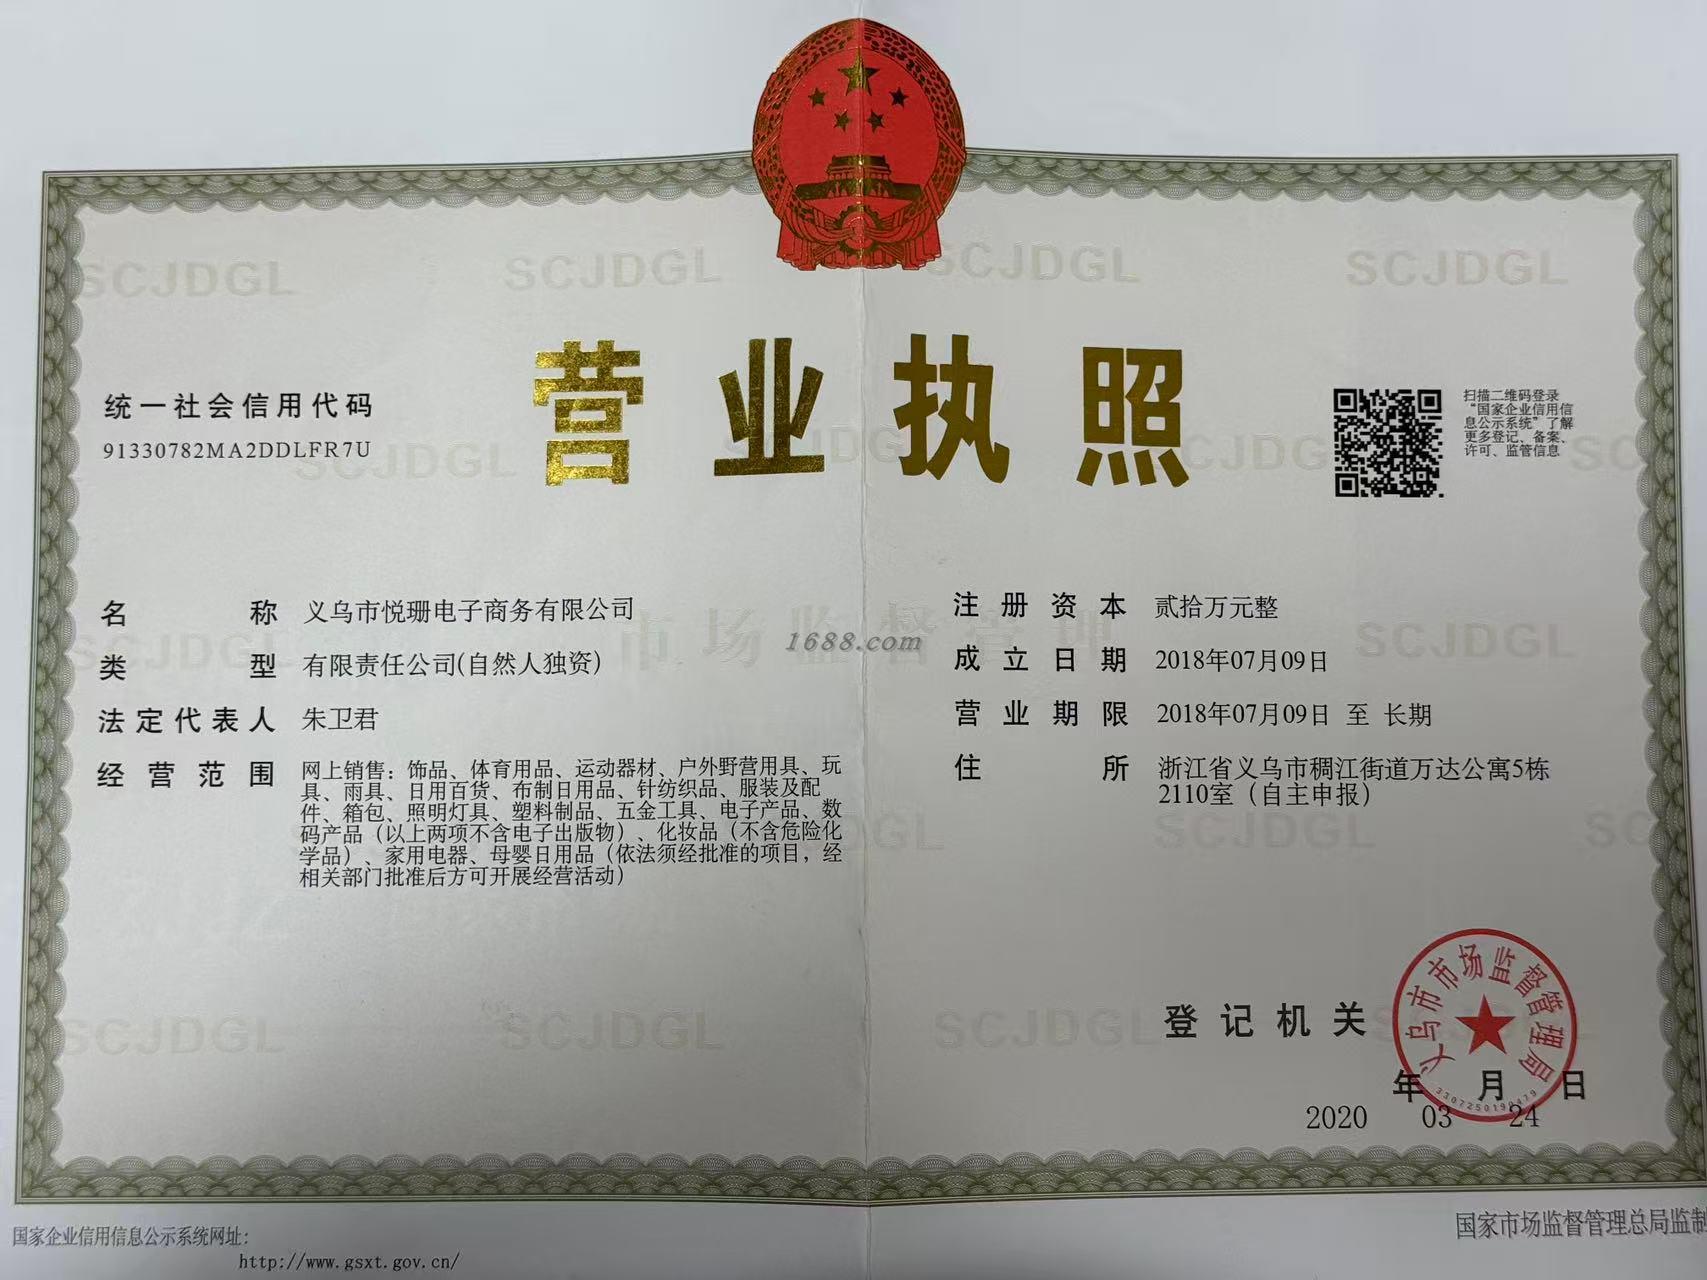 SCJDGL SCJDGL SCJDGL SCJDGL
营业执照
统一社会信用代码
91330782MA2DDLFR7U
扫描二维码登录
“国家企业信用信
息公示系统”了解
更多登记、备案、
许可、监管信息
名称 义乌市悦珊电子商务有限公司
类型 有限责任公司(自然人独资)
法定代表人 朱卫君
经营范围 网上销售：饰品、体育用品、运动器材、户外野营用具、玩
具、雨具、日用百货、布制日用品、针纺织品、服装及配
件、箱包、照明灯具、塑料制品、五金工具、电子产品、数
码产品（以上两项不含电子出版物）、化妆品（不含危险化
学品）、家用电器、母婴日用品（依法须经批准的项目，经
相关部门批准后方可开展经营活动）
市场监督管理
1688.com
注册资本 贰拾万元整
成立日期 2018年07月09日
营业期限 2018年07月09日 至 长期
住所 浙江省义乌市稠江街道万达公寓5栋
2110室（自主申报）
SCJDGL SCJDGL SCJDGL
登记机关
义乌市市场监督管理局
3307250190479
年 月 日
2020 03 24
国家企业信用信息公示系统网址：
http://www.gsxt.gov.cn/
国家市场监督管理总局监制